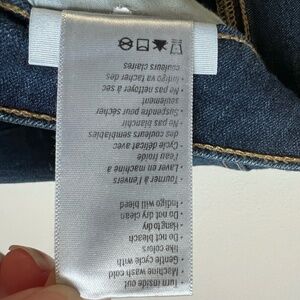 Turn inside out
• Machine wash cold
• Gentle cycle with
like colors
Do not bleach
• Hang to dry
• Do not dry clean
• Indigo will bleed
• Tourner à l'envers
• Laver en machine à
l'eau froide
Cycle délicat avec
des couleurs semblables
Ne pas blanchir
• Suspendre pour sécher
seulement
• Ne pas nettoyer à sec
• Indigo va tacher des
couleurs claires